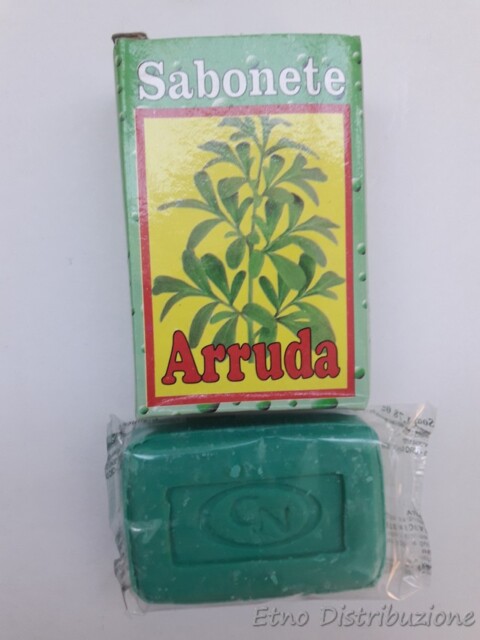 Sabonete
Arruda
CN
Etno Distribuzione